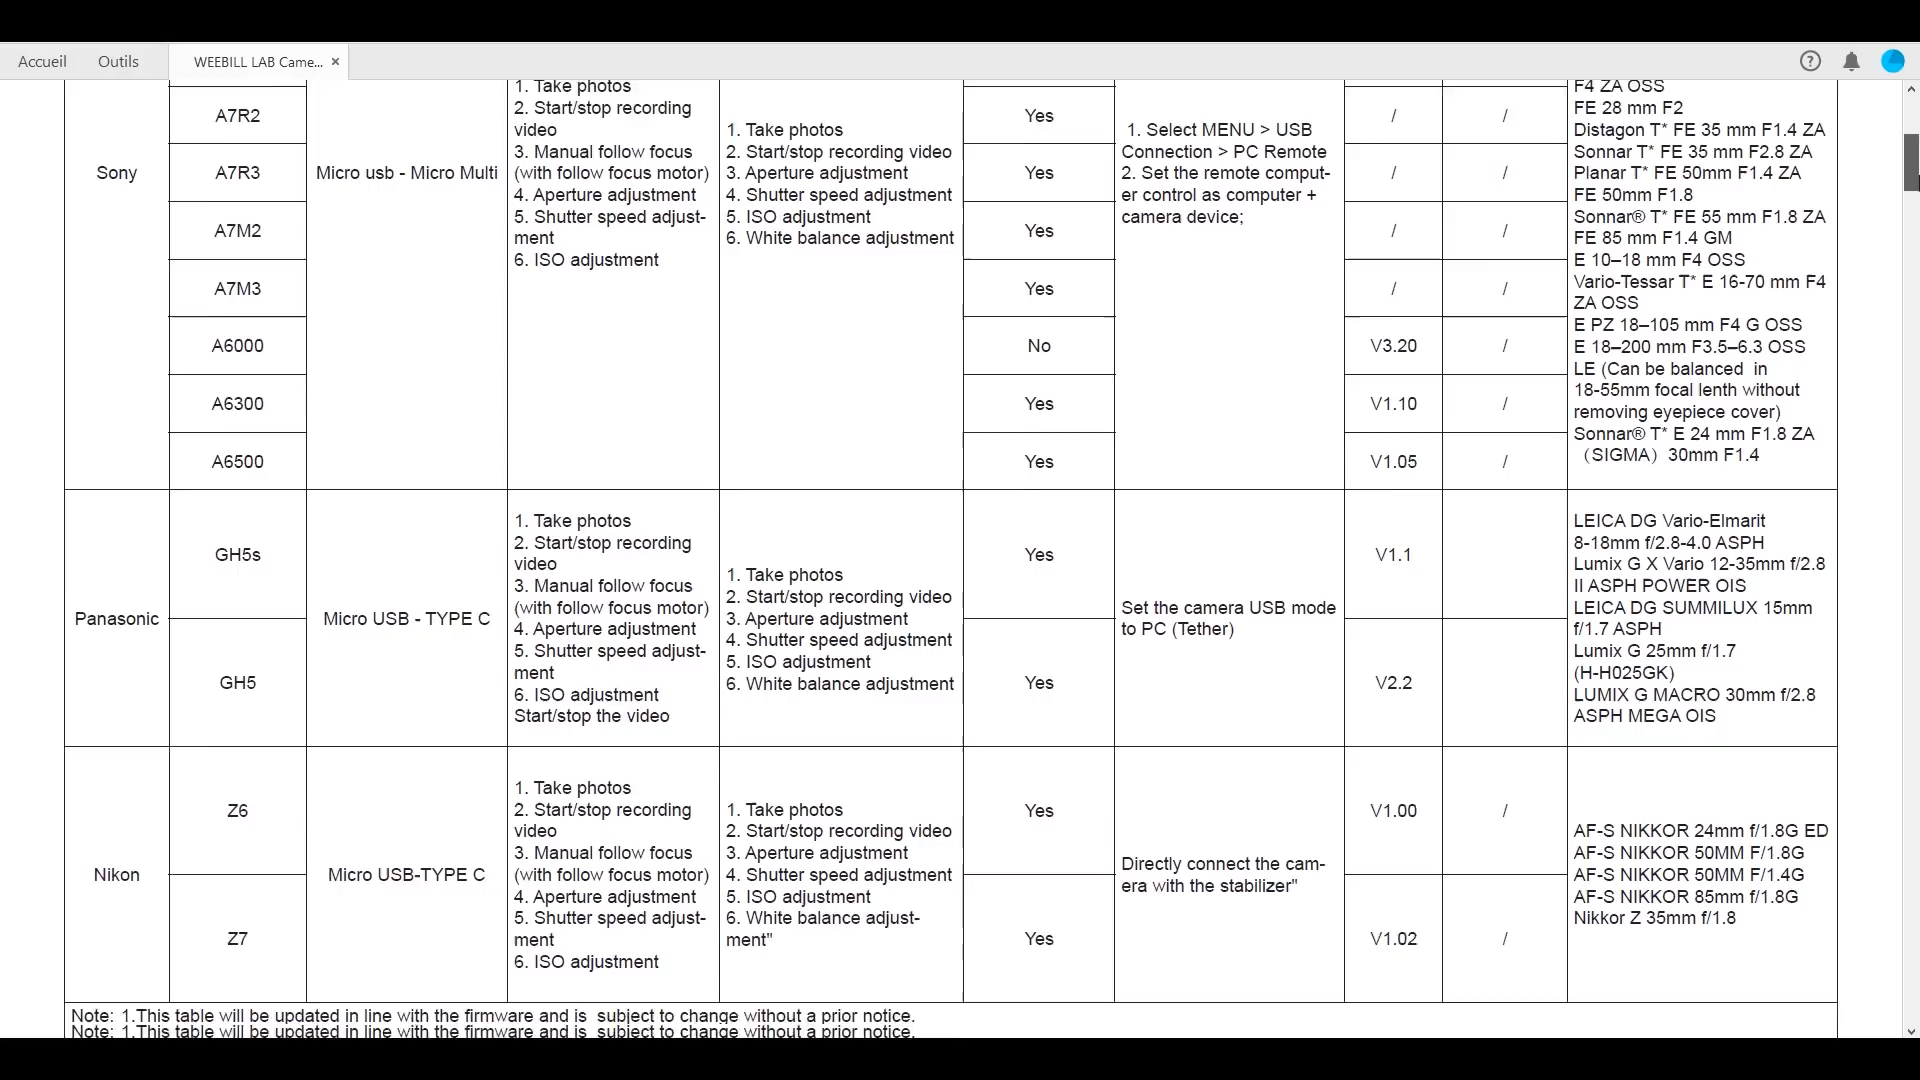 Accueil
Outils
WEEBILL LAB Came... ×
?
Sony
A7R2
A7R3
A7M2
A7M3
A6000
A6300
A6500
Micro usb - Micro Multi
1. Take photos
2. Start/stop recording
video
3. Manual follow focus
(with follow focus motor)
4. Aperture adjustment
5. Shutter speed adjust-
ment
6. ISO adjustment
1. Take photos
2. Start/stop recording video
3. Aperture adjustment
4. Shutter speed adjustment
5. ISO adjustment
6. White balance adjustment
Yes
Yes
Yes
Yes
No
Yes
Yes
1. Select MENU > USB
Connection > PC Remote
2. Set the remote comput-
er control as computer +
camera device;
/
/
/
/
V3.20
V1.10
V1.05
/
/
/
/
/
/
/
F4 ZA OSS
FE 28 mm F2
Distagon T* FE 35 mm F1.4 ZA
Sonnar T* FE 35 mm F2.8 ZA
Planar T* FE 50mm F1.4 ZA
FE 50mm F1.8
Sonnar® T* FE 55 mm F1.8 ZA
FE 85 mm F1.4 GM
E 10–18 mm F4 OSS
Vario-Tessar T* E 16-70 mm F4
ZA OSS
E PZ 18–105 mm F4 G OSS
E 18–200 mm F3.5–6.3 OSS
LE (Can be balanced in
18-55mm focal lenth without
removing eyepiece cover)
Sonnar® T* E 24 mm F1.8 ZA
（SIGMA）30mm F1.4
Panasonic
GH5s
GH5
Micro USB - TYPE C
1. Take photos
2. Start/stop recording
video
3. Manual follow focus
(with follow focus motor)
4. Aperture adjustment
5. Shutter speed adjust-
ment
6. ISO adjustment
Start/stop the video
1. Take photos
2. Start/stop recording video
3. Aperture adjustment
4. Shutter speed adjustment
5. ISO adjustment
6. White balance adjustment
Yes
Yes
Set the camera USB mode
to PC (Tether)
V1.1
V2.2
LEICA DG Vario-Elmarit
8-18mm f/2.8-4.0 ASPH
Lumix G X Vario 12-35mm f/2.8
II ASPH POWER OIS
LEICA DG SUMMILUX 15mm
f/1.7 ASPH
Lumix G 25mm f/1.7
(H-H025GK)
LUMIX G MACRO 30mm f/2.8
ASPH MEGA OIS
Nikon
Z6
Z7
Micro USB-TYPE C
1. Take photos
2. Start/stop recording
video
3. Manual follow focus
(with follow focus motor)
4. Aperture adjustment
5. Shutter speed adjust-
ment
6. ISO adjustment
1. Take photos
2. Start/stop recording video
3. Aperture adjustment
4. Shutter speed adjustment
5. ISO adjustment
6. White balance adjust-
ment"
Yes
Yes
Directly connect the cam-
era with the stabilizer"
V1.00
V1.02
/
/
AF-S NIKKOR 24mm f/1.8G ED
AF-S NIKKOR 50MM F/1.8G
AF-S NIKKOR 50MM F/1.4G
AF-S NIKKOR 85mm f/1.8G
Nikkor Z 35mm f/1.8
Note: 1.This table will be updated in line with the firmware and is subject to change without a prior notice.
Note: 1.This table will be updated in line with the firmware and is subject to change without a prior notice.